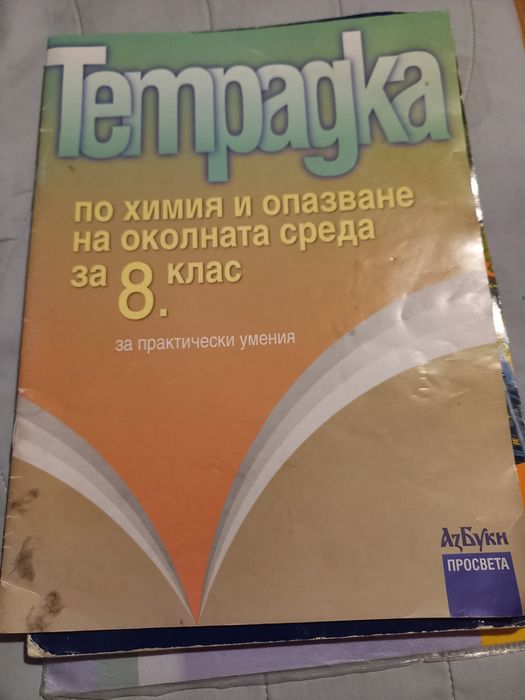 Тетрадка
по химия и опазване
на околната среда
за 8. клас
за практически умения
АзБуки
ПРОСВЕТА